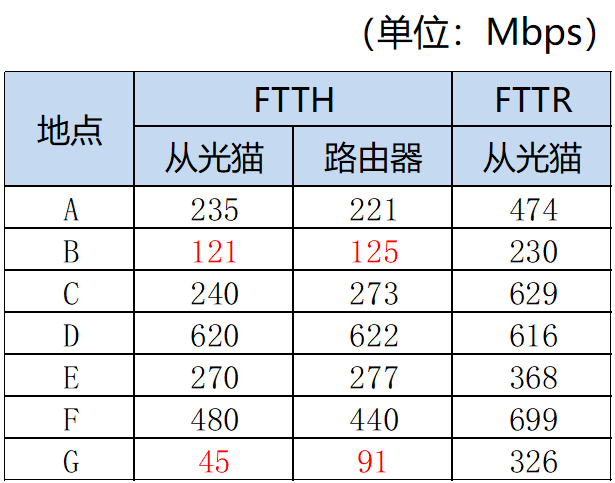 （单位：Mbps）
地点 FTTH FTTR
从光猫 路由器 从光猫
A 235 221 474
B 121 125 230
C 240 273 629
D 620 622 616
E 270 277 368
F 480 440 699
G 45 91 326